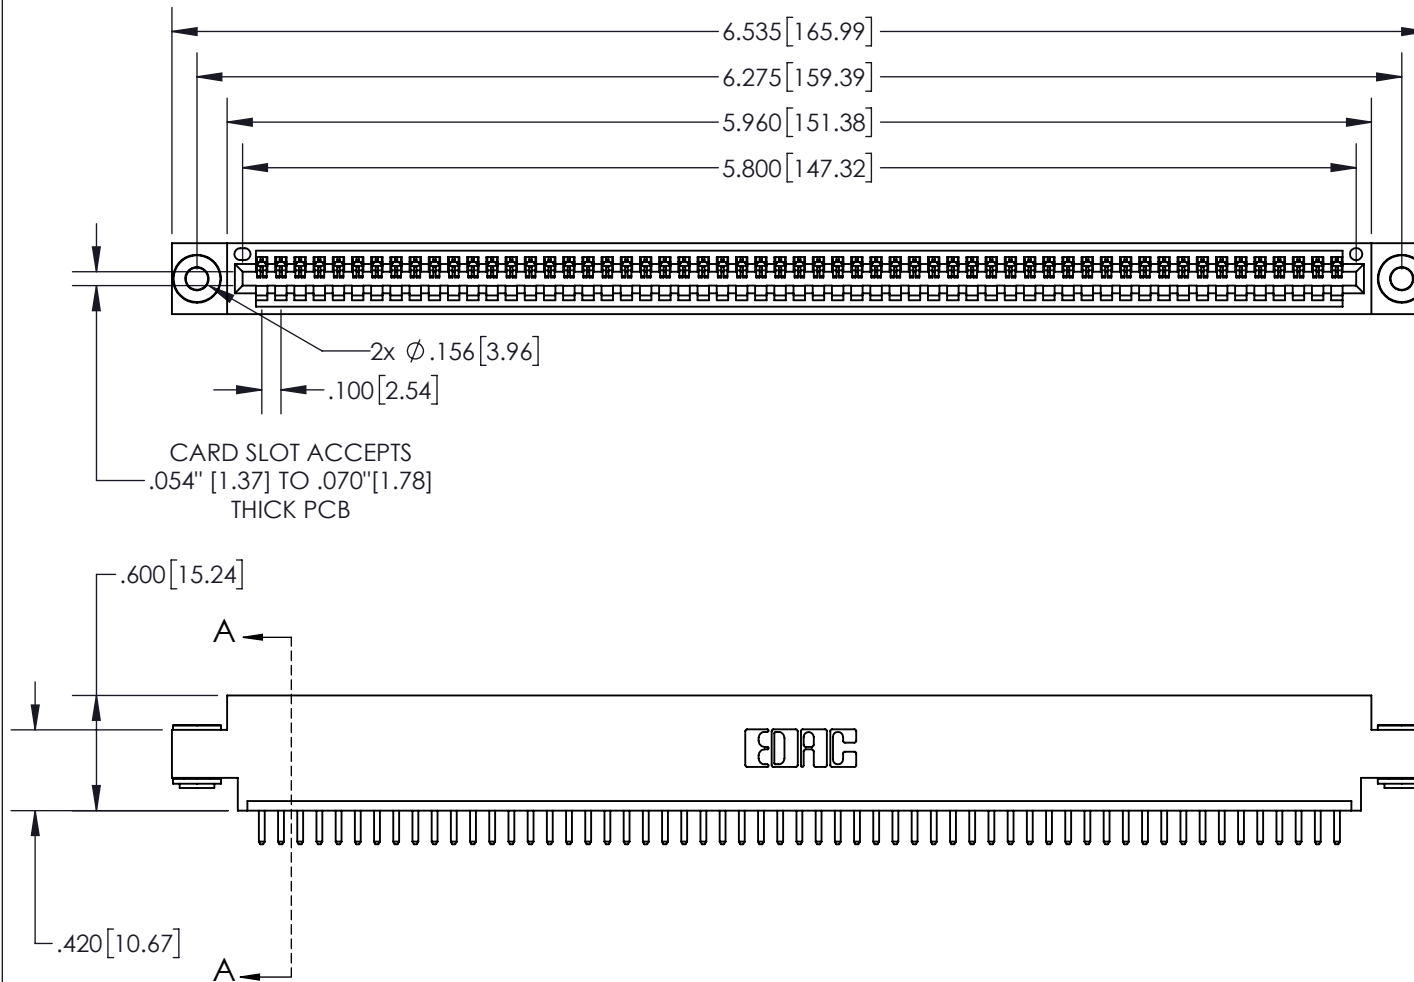 6.535[165.99]
6.275[159.39]
5.960[151.38]
5.800[147.32]
2x Ø.156[3.96]
.100[2.54]
CARD SLOT ACCEPTS
.054" [1.37] TO .070"[1.78]
THICK PCB
.600[15.24]
A
EDAC
.420[10.67]
A